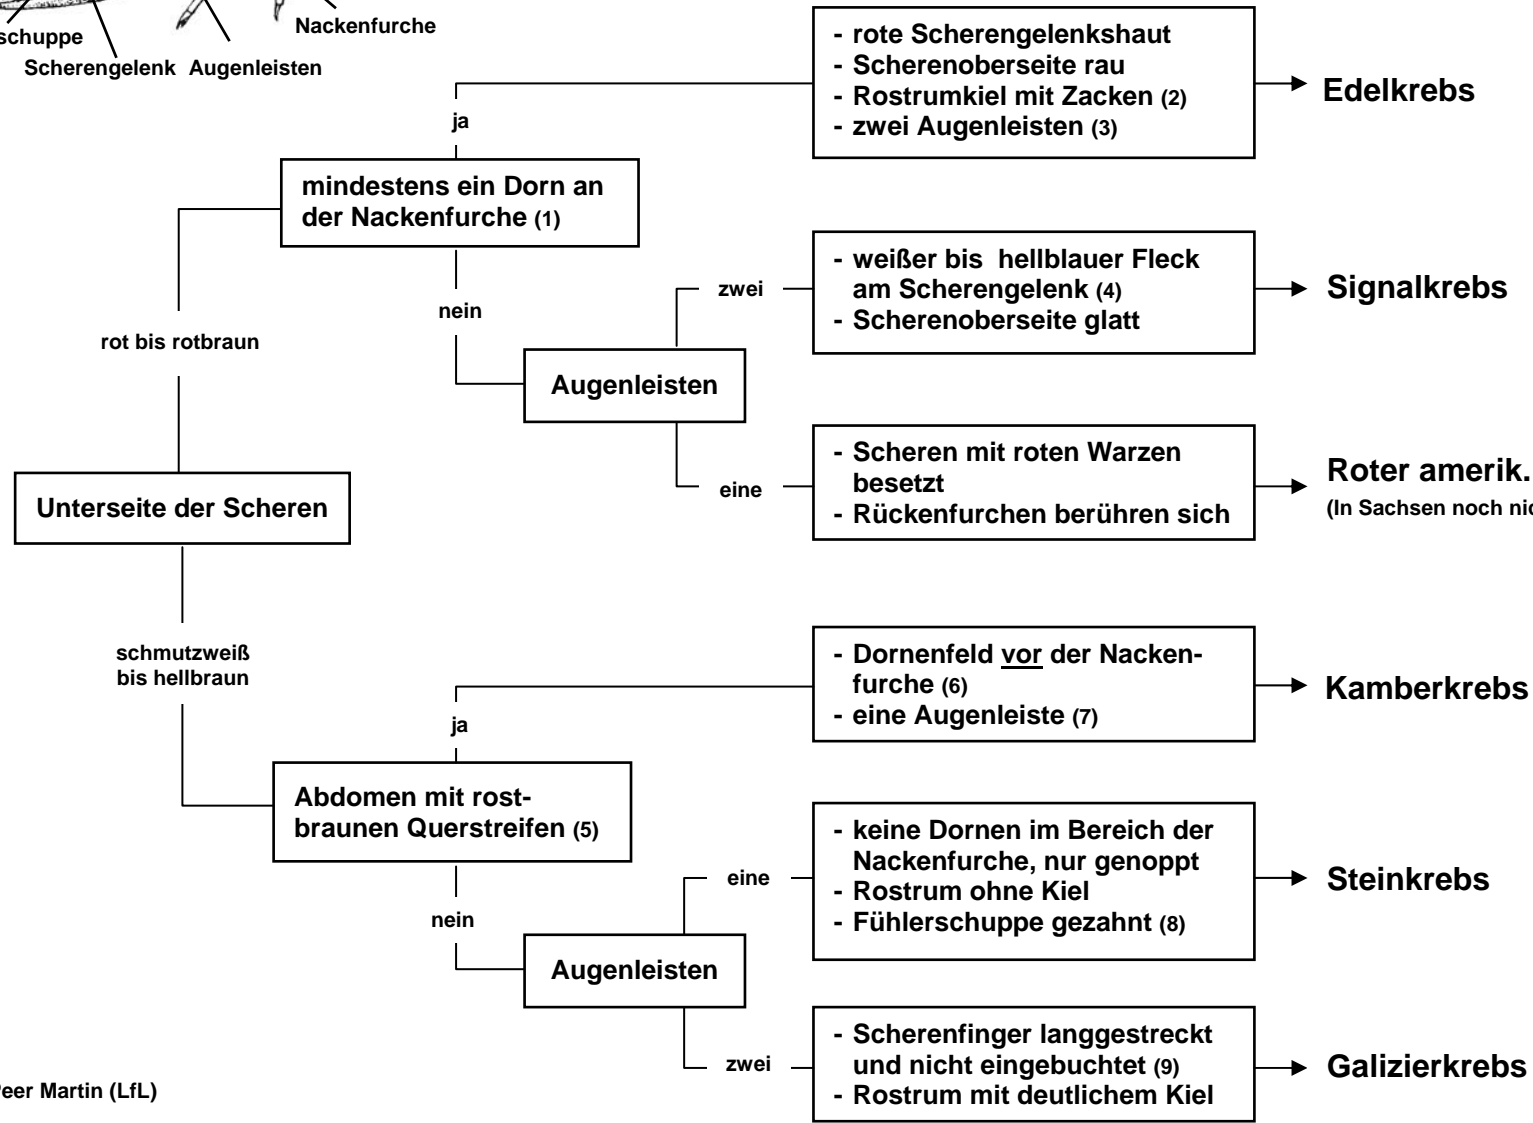 schuppe
Nackenfurche
Scherengelenk Augenleisten
- rote Scherengelenkshaut
- Scherenoberseite rau
- Rostrumkiel mit Zacken (2)
- zwei Augenleisten (3)
Edelkrebs
ja
mindestens ein Dorn an
der Nackenfurche (1)
- weißer bis hellblauer Fleck
am Scherengelenk (4)
- Scherenoberseite glatt
zwei
Signalkrebs
nein
rot bis rotbraun
Augenleisten
- Scheren mit roten Warzen
besetzt
- Rückenfurchen berühren sich
eine
Roter amerik.
(In Sachsen noch
Unterseite der Scheren
schmutzweiß
bis hellbraun
- Dornenfeld vor der Nacken-
furche (6)
- eine Augenleiste (7)
Kamberkrebs
ja
Abdomen mit rost-
braunen Querstreifen (5)
- keine Dornen im Bereich der
Nackenfurche, nur genoppt
- Rostrum ohne Kiel
- Fühlerschuppe gezahnt (8)
eine
Steinkrebs
nein
Augenleisten
- Scherenfinger langgestreckt
und nicht eingebuchtet (9)
- Rostrum mit deutlichem Kiel
zwei
Galizierkrebs
eer Martin (LfL)